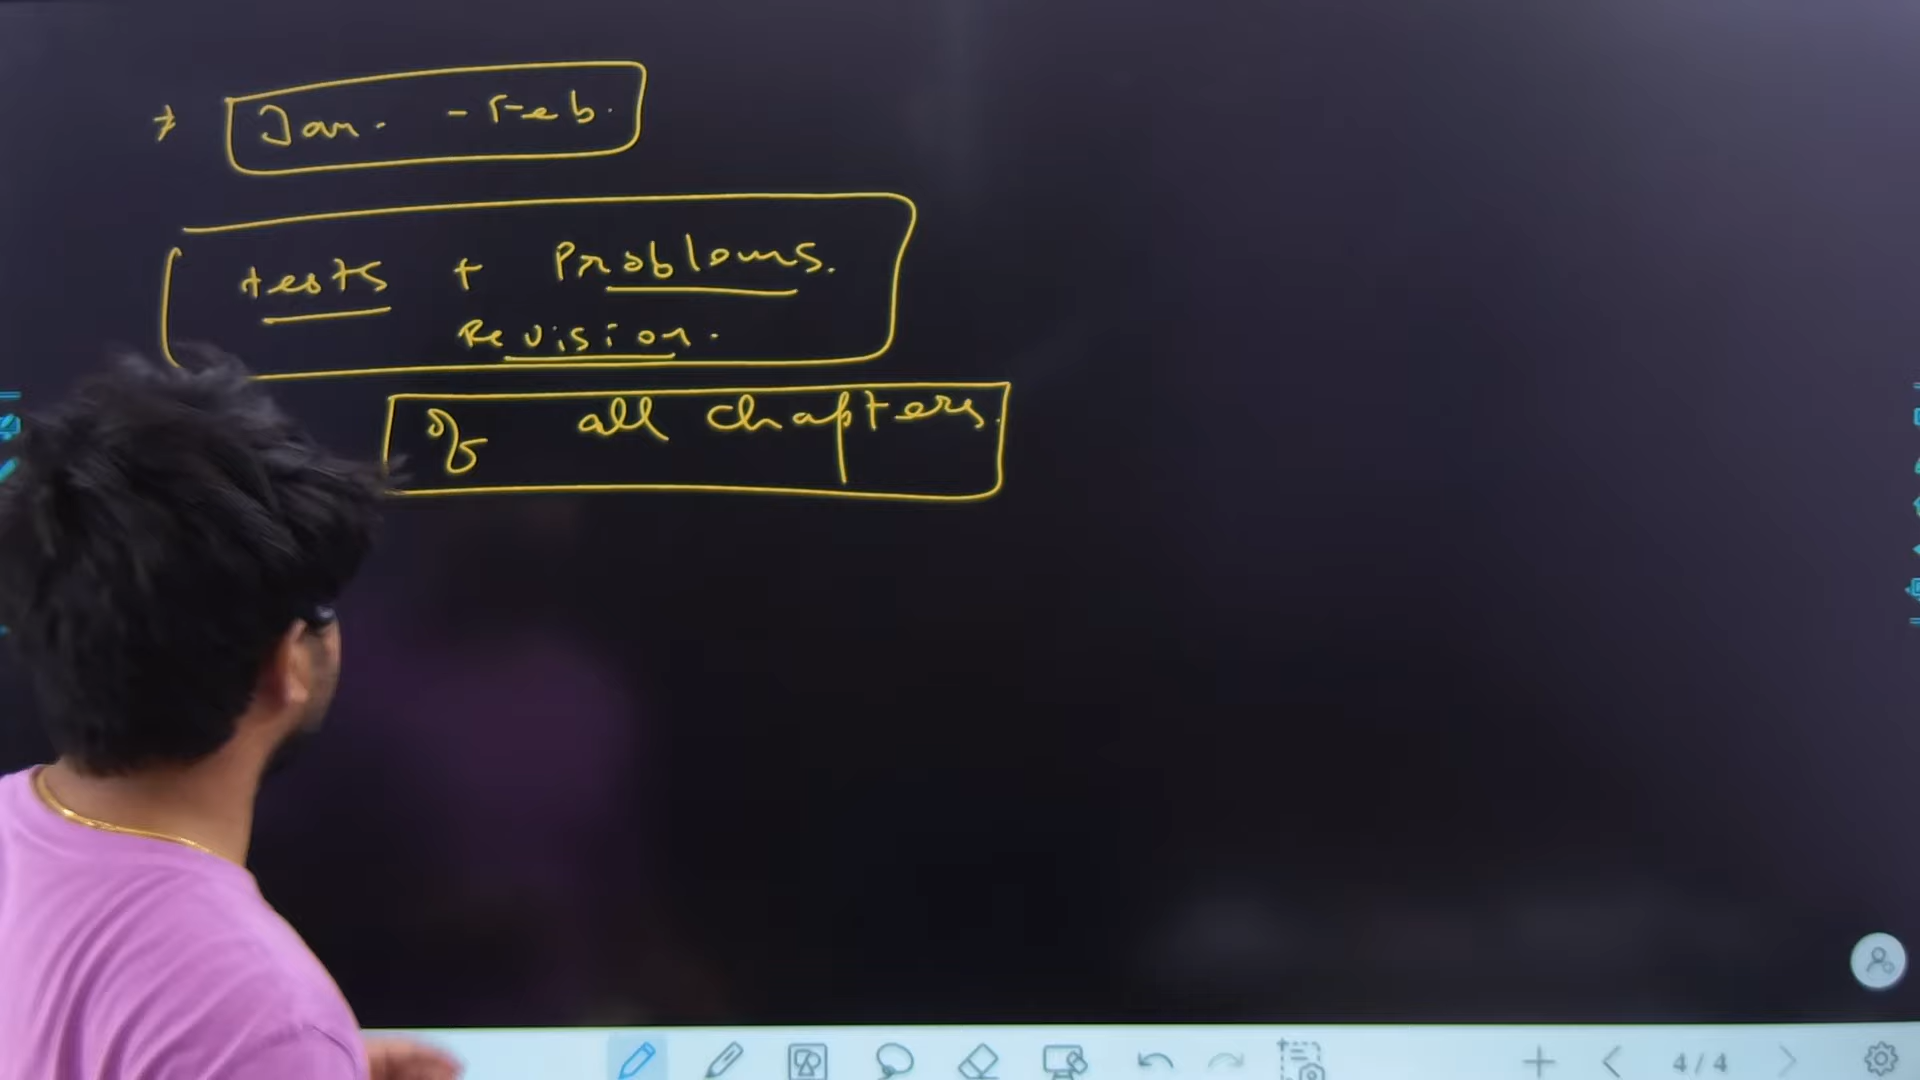 → Jan. - Feb.
tests + Problems.
Revision.
of all chapters.
4/4